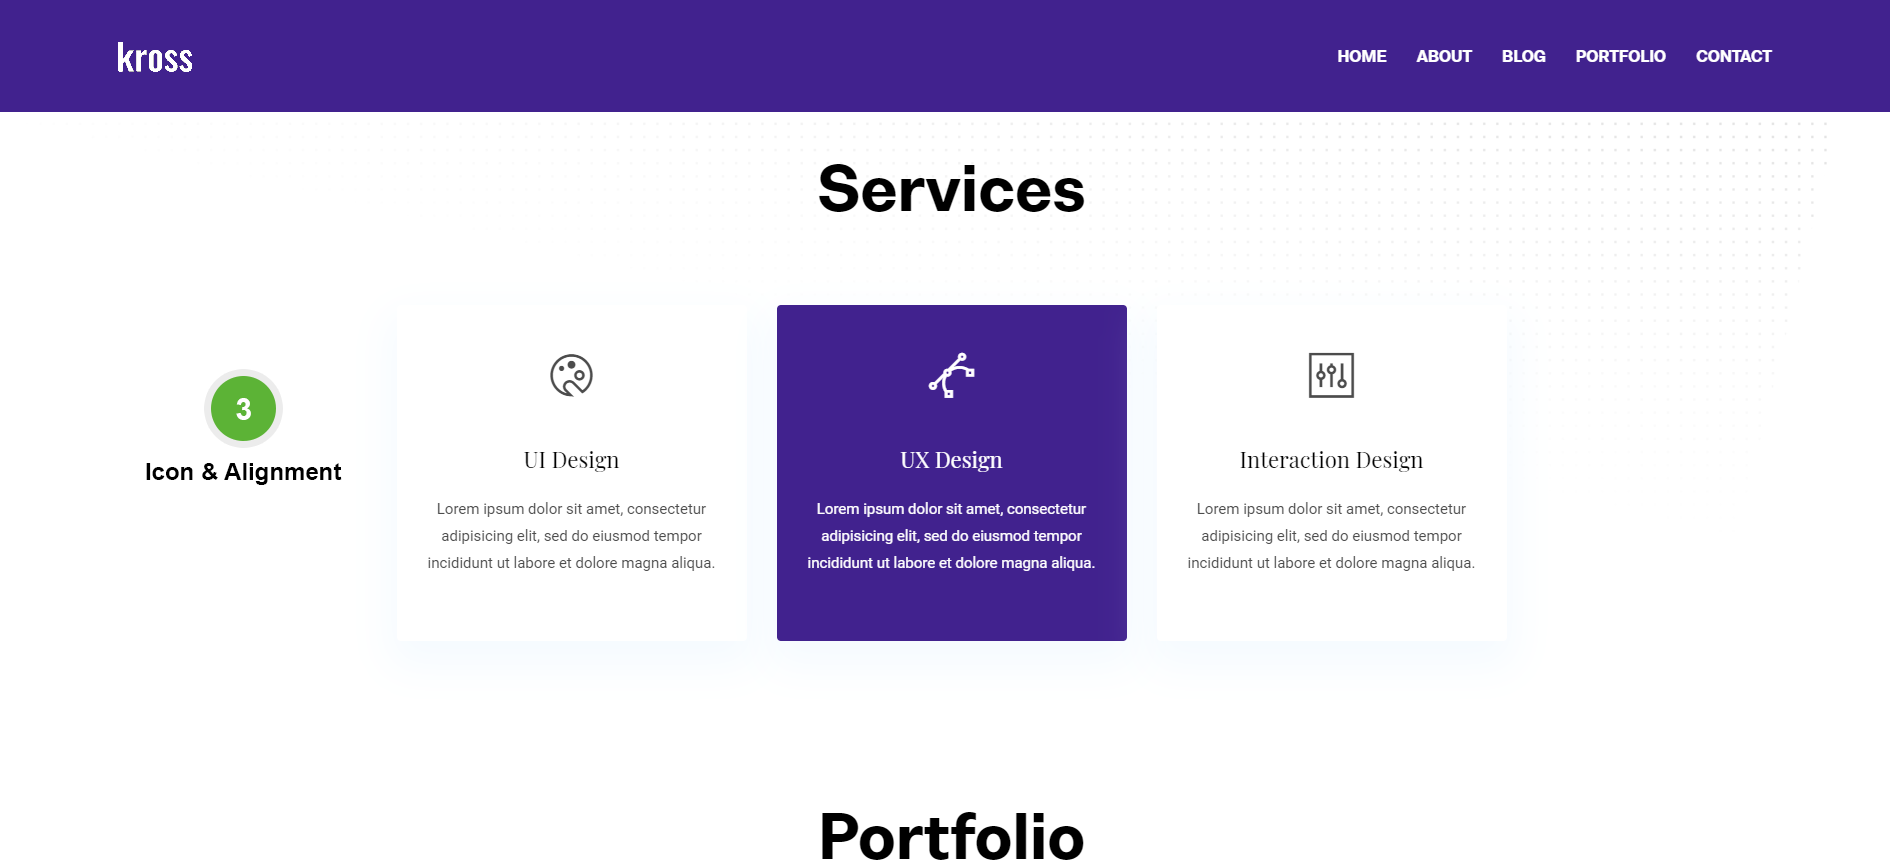 kross
HOME ABOUT BLOG PORTFOLIO CONTACT
Services
3
Icon & Alignment
UI Design
Lorem ipsum dolor sit amet, consectetur
adipisicing elit, sed do eiusmod tempor
incididunt ut labore et dolore magna aliqua.
UX Design
Lorem ipsum dolor sit amet, consectetur
adipisicing elit, sed do eiusmod tempor
incididunt ut labore et dolore magna aliqua.
Interaction Design
Lorem ipsum dolor sit amet, consectetur
adipisicing elit, sed do eiusmod tempor
incididunt ut labore et dolore magna aliqua.
Portfolio